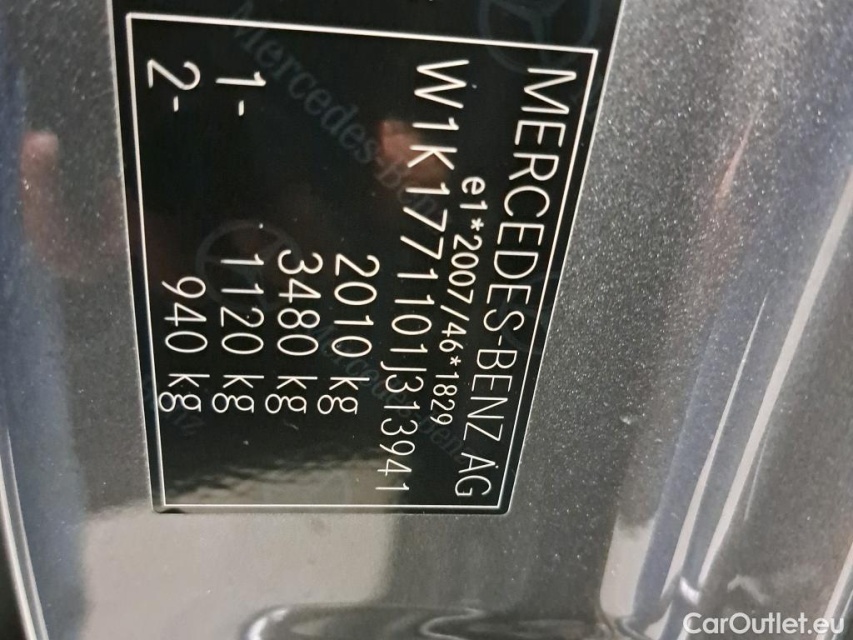 MERCEDES-BENZ AG
e1*2007/46*1829
W1K1771101J313941
2010 kg
3480 kg
1- 1120 kg
2- 940 kg
CarOutlet.eu